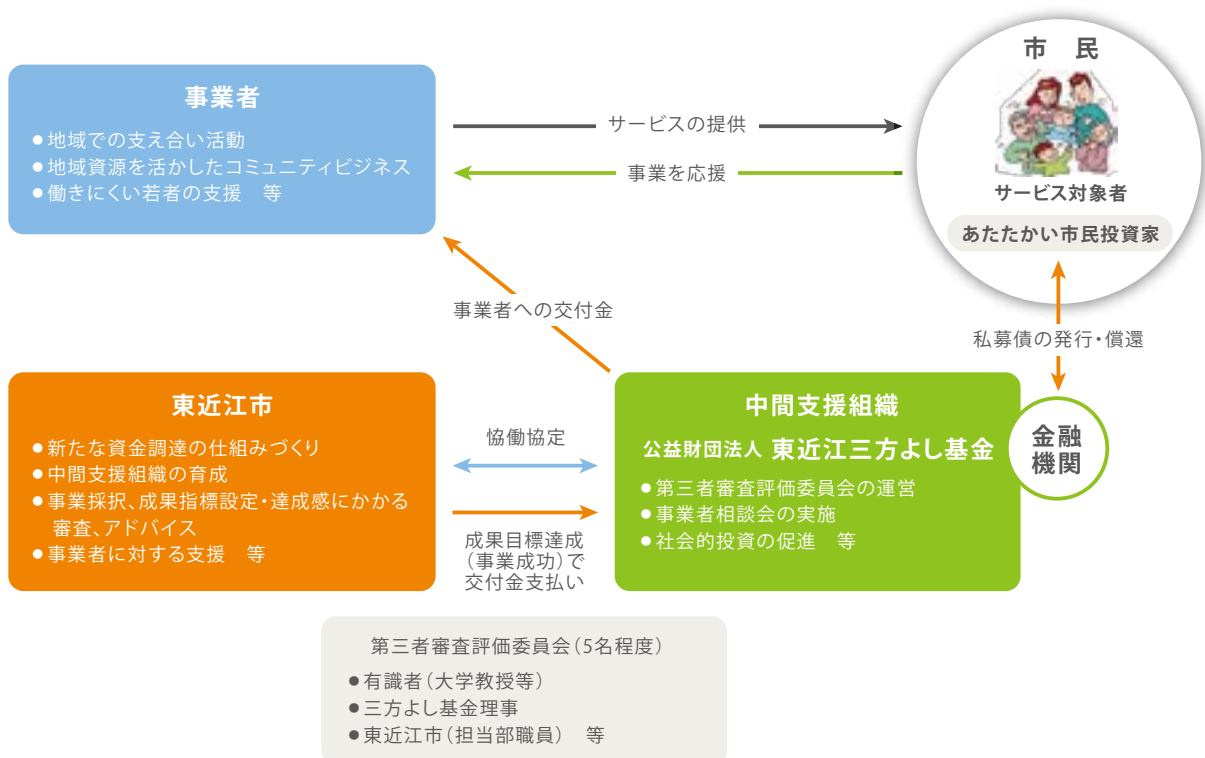 事業者
●地域での支え合い活動
●地域資源を活かしたコミュニティビジネス
●働きにくい若者の支援　等
サービスの提供
事業を応援
市　民
サービス対象者
あたたかい市民投資家
事業者への交付金
私募債の発行・償還
東近江市
●新たな資金調達の仕組みづくり
●中間支援組織の育成
●事業採択、成果指標設定・達成感にかかる
審査、アドバイス
●事業者に対する支援　等
恊働協定
成果目標達成
（事業成功）で
交付金支払い
中間支援組織
公益財団法人 東近江三方よし基金
●第三者審査評価委員会の運営
●事業者相談会の実施
●社会的投資の促進　等
金融
機関
第三者審査評価委員会（5名程度）
●有識者（大学教授等）
●三方よし基金理事
●東近江市（担当部職員）　等